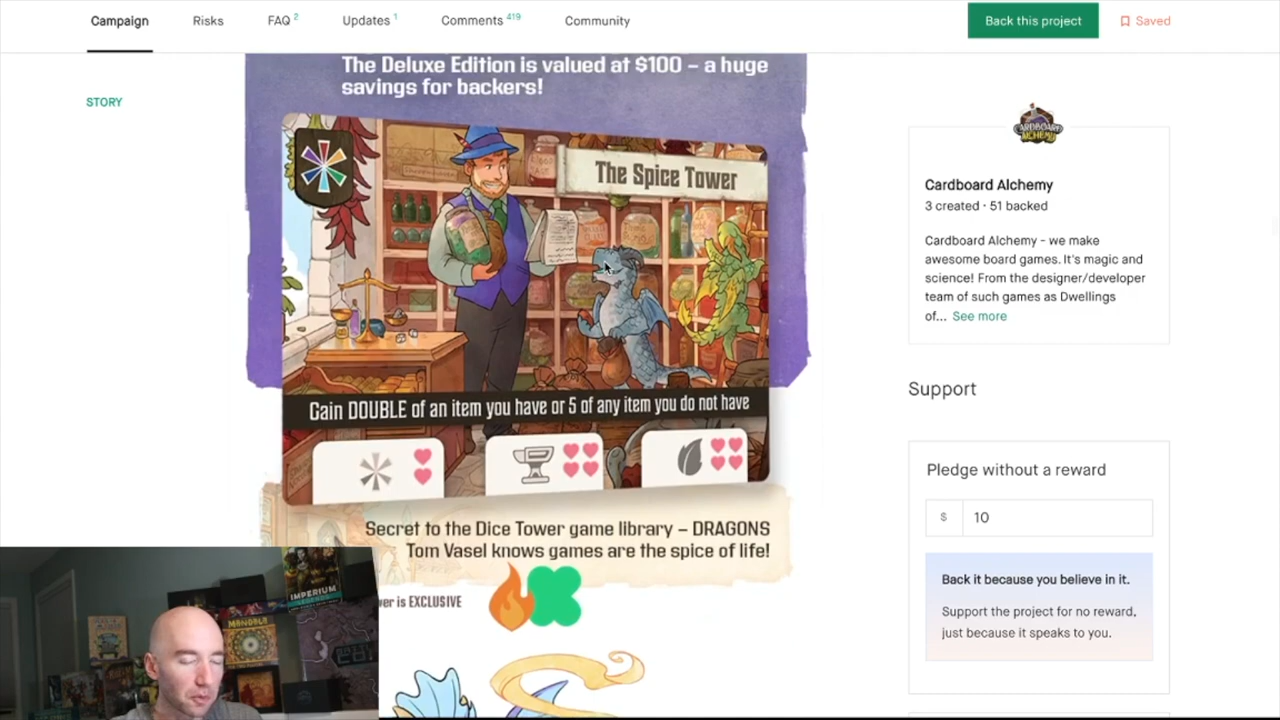 Campaign
Risks
FAQ 2
Updates 1
Comments 419
Community
Back this project
Saved
STORY
The Deluxe Edition is valued at $100 – a huge
savings for backers!
The Spice Tower
Gain DOUBLE of an item you have or 5 of any item you do not have
Secret to the Dice Tower game library – DRAGONS
Tom Vasel knows games are the spice of life!
is EXCLUSIVE
CARDBOARD
ALCHEMY
Cardboard Alchemy
3 created · 51 backed
Cardboard Alchemy - we make
awesome board games. It's magic and
science! From the designer/developer
team of such games as Dwellings
of... See more
Support
Pledge without a reward
$ 10
Back it because you believe in it.
Support the project for no reward,
just because it speaks to you.
IMPERIUM
MANDALA